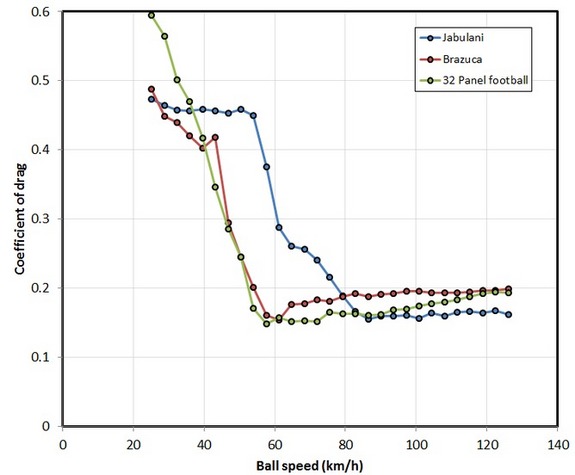 0.6
0.5
0.4
0.3
0.2
0.1
0
Coefficient of drag
Jabulani
Brazuca
32 Panel football
0 20 40 60 80 100 120 140
Ball speed (km/h)